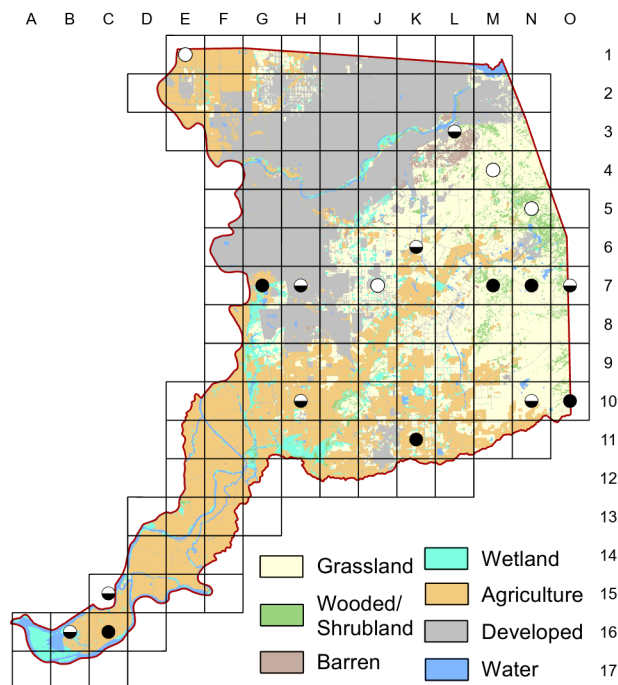 A B C D E F G H I J K L M N O
1
2
3
4
5
6
7
8
9
10
11
12
13
14
15
16
17
Grassland
Wooded/
Shrubland
Barren
Wetland
Agriculture
Developed
Water